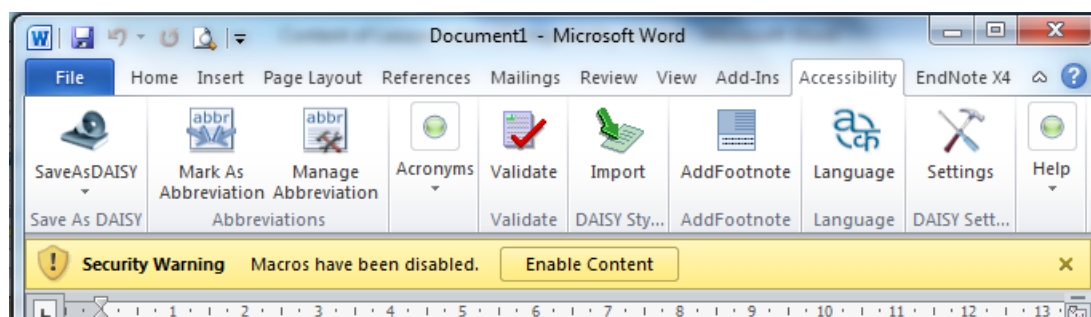 W Document1 - Microsoft Word
File Home Insert Page Layout References Mailings Review View Add-Ins Accessibility EndNote X4 ?
abbr abbr
SaveAsDAISY Mark As Abbreviation Manage Abbreviation Acronyms Validate Import AddFootnote Language Settings Help
Save As DAISY Abbreviations Validate DAISY Sty... AddFootnote Language DAISY Sett...
! Security Warning Macros have been disabled. Enable Content
L 1 2 3 4 5 6 7 8 9 10 11 12 13